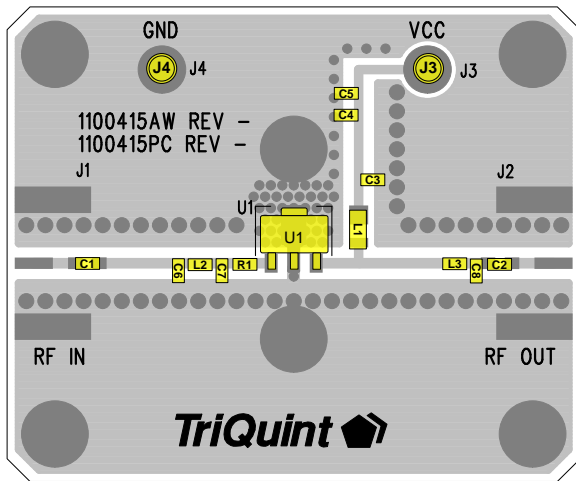 GND VCC
J4 J4 J3 J3
C5
C4
1100415AW REV -
1100415PC REV -
J1 C3 J2
U1
L1
U1
C1 C6 L2 C7 R1 L3 C8 C2
RF IN RF OUT
TriQuint